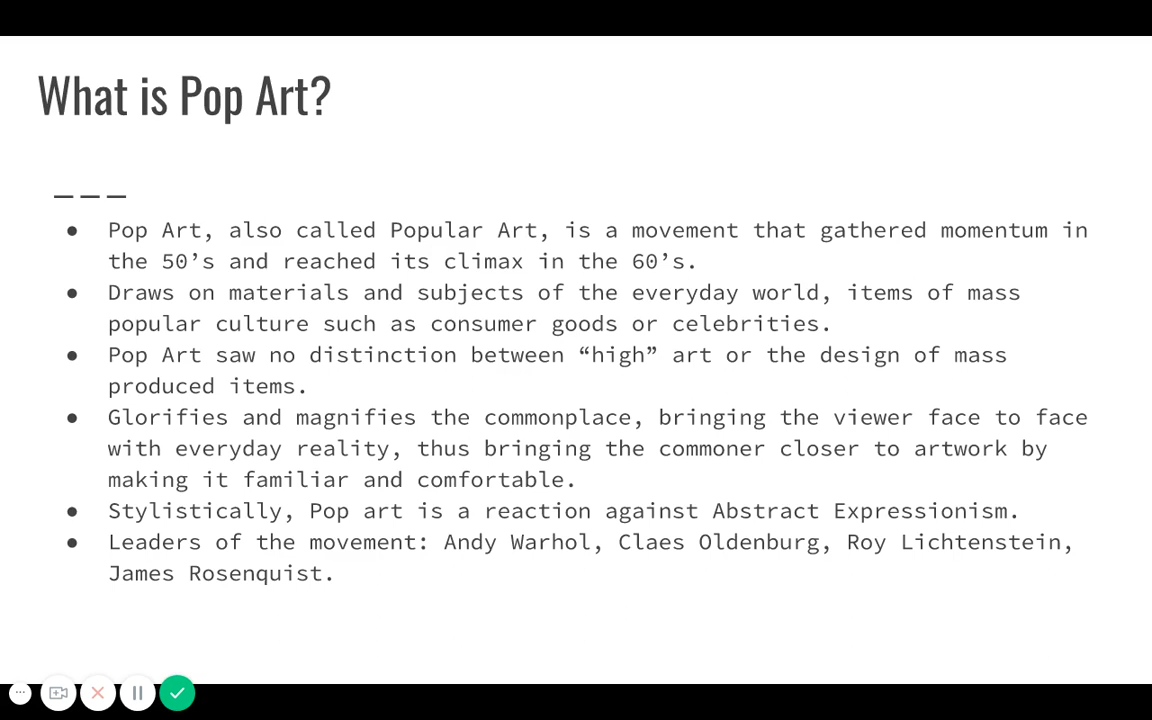 What is Pop Art?
● Pop Art, also called Popular Art, is a movement that gathered momentum in
the 50’s and reached its climax in the 60’s.
● Draws on materials and subjects of the everyday world, items of mass
popular culture such as consumer goods or celebrities.
● Pop Art saw no distinction between “high” art or the design of mass
produced items.
● Glorifies and magnifies the commonplace, bringing the viewer face to face
with everyday reality, thus bringing the commoner closer to artwork by
making it familiar and comfortable.
● Stylistically, Pop art is a reaction against Abstract Expressionism.
● Leaders of the movement: Andy Warhol, Claes Oldenburg, Roy Lichtenstein,
James Rosenquist.